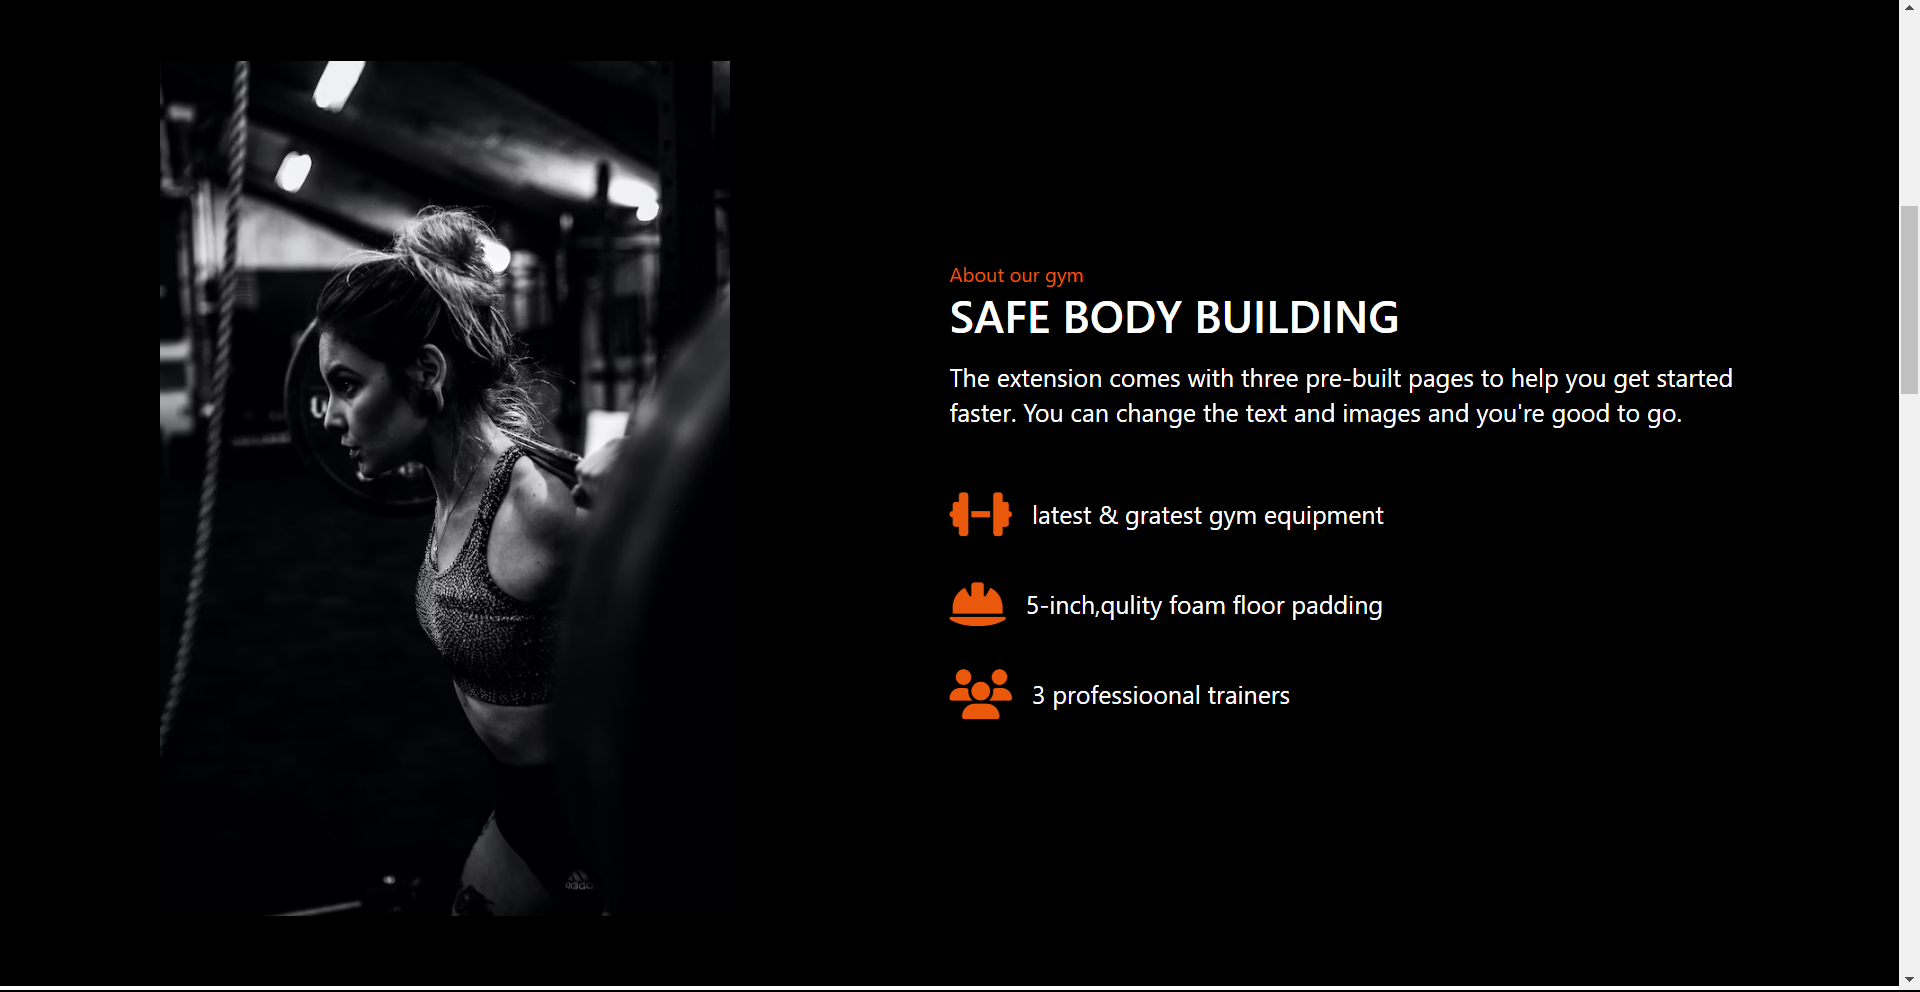 About our gym
SAFE BODY BUILDING
The extension comes with three pre-built pages to help you get started
faster. You can change the text and images and you're good to go.
latest & gratest gym equipment
5-inch,qulity foam floor padding
3 professioonal trainers
adidas